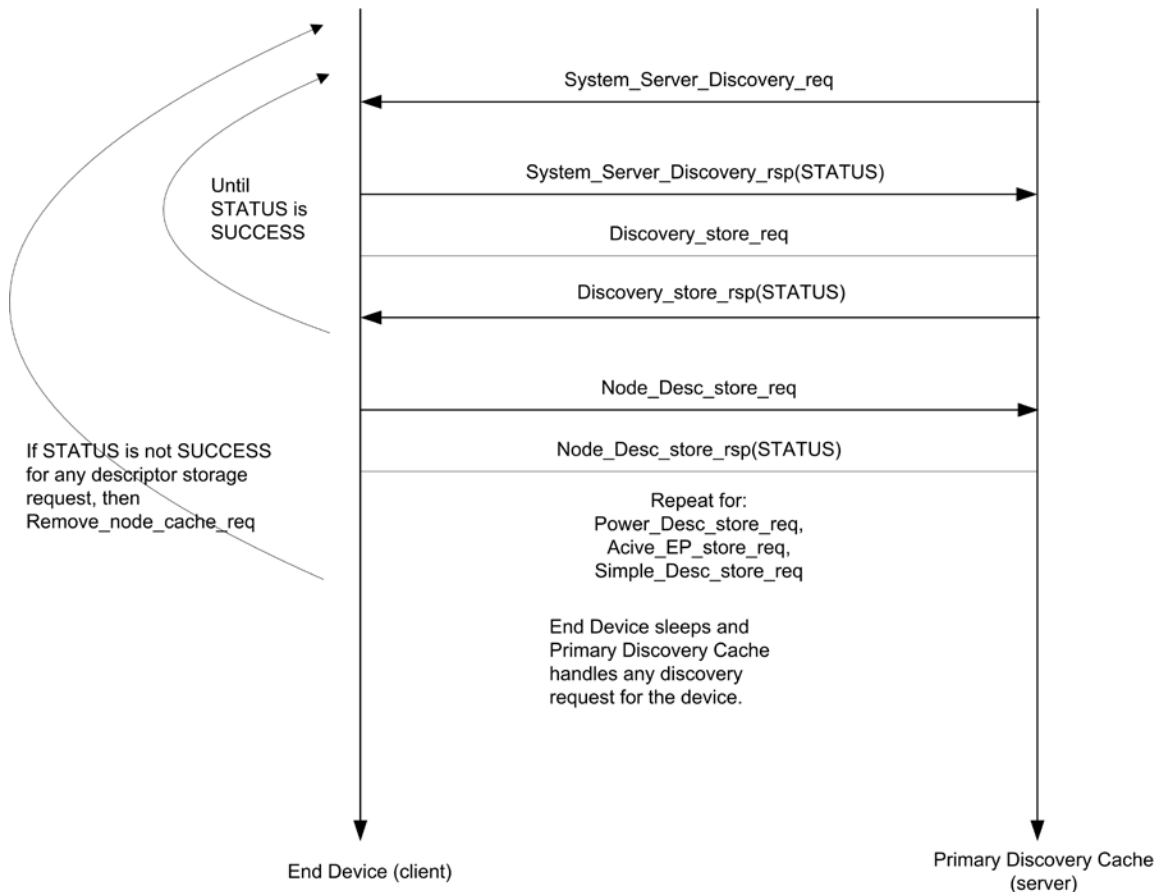 System_Server_Discovery_req
System_Server_Discovery_rsp(STATUS)
Until
STATUS is
SUCCESS
Discovery_store_req
Discovery_store_rsp(STATUS)
Node_Desc_store_req
If STATUS is not SUCCESS
for any descriptor storage
request, then
Remove_node_cache_req
Node_Desc_store_rsp(STATUS)
Repeat for:
Power_Desc_store_req,
Acive_EP_store_req,
Simple_Desc_store_req
End Device sleeps and
Primary Discovery Cache
handles any discovery
request for the device.
End Device (client)
Primary Discovery Cache
(server)